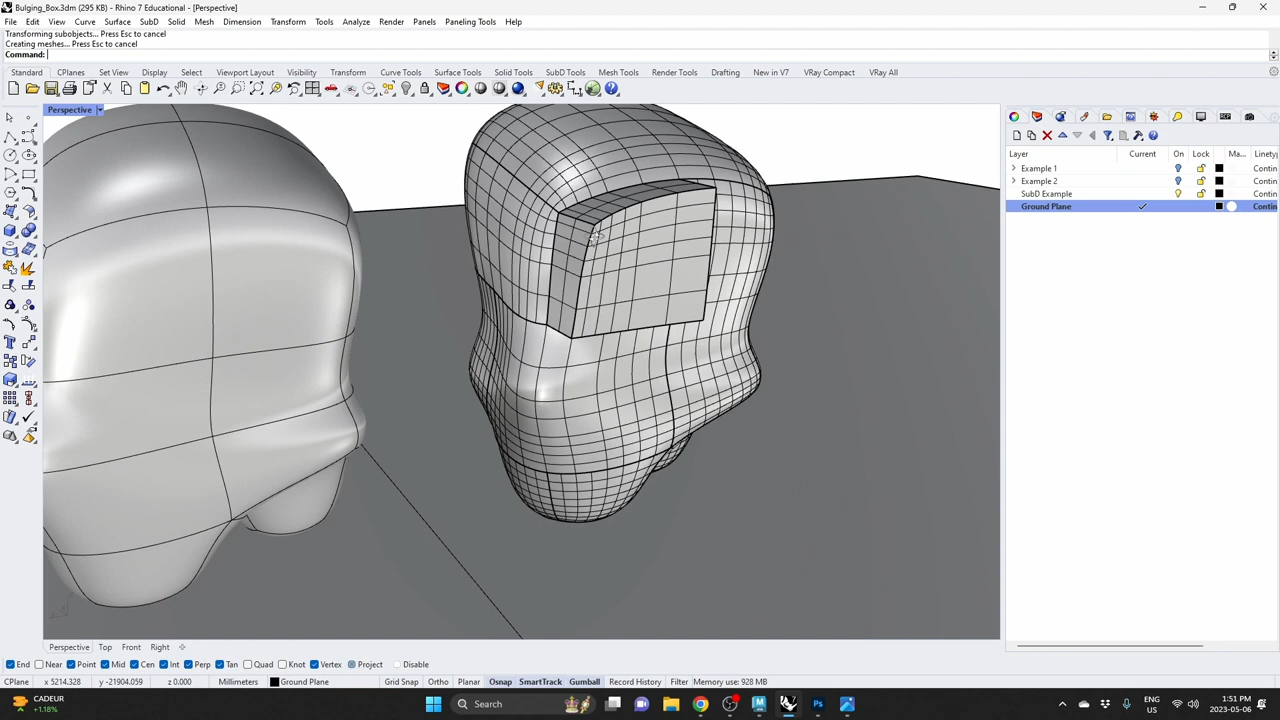 Bulging_Box.3dm (295 KB) - Rhino 7 Educational - [Perspective]
File Edit View Curve Surface SubD Solid Mesh Dimension Transform Tools Analyze Render Panels Paneling Tools Help
Transforming subobjects... Press Esc to cancel
Creating meshes... Press Esc to cancel
Command:
Standard CPlanes Set View Display Select Viewport Layout Visibility Transform Curve Tools Surface Tools Solid Tools SubD Tools Mesh Tools Render Tools Drafting New in V7 VRay Compact VRay All
Perspective
Layer Current On Lock Ma... Linetyp
Example 1 Contin
Example 2 Contin
SubD Example Contin
Ground Plane Contin
Perspective Top Front Right
End Near Point Mid Cen Int Perp Tan Quad Knot Vertex Project Disable
CPlane x 5214.328 y -21904.059 z 0.000 Millimeters Ground Plane Grid Snap Ortho Planar Osnap SmartTrack Gumball Record History Filter Memory use: 928 MB
CADEUR
+1.18%
Search
ENG
US
1:51 PM
2023-05-06